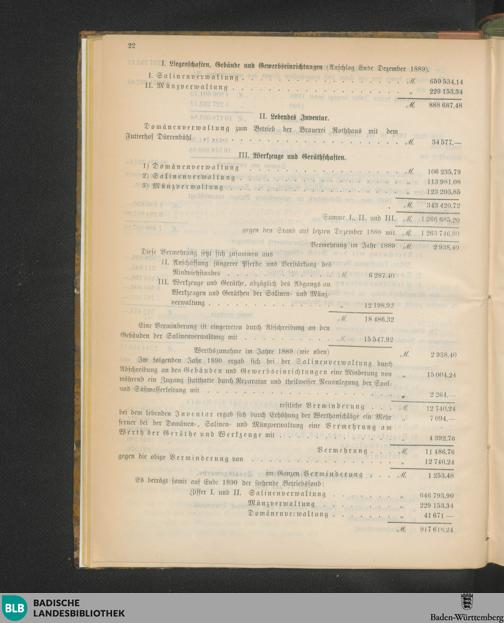 22
I. Liegenschaften, Gebäude und Gewerbseinrichtungen (Anschlag Ende Dezember 1889).
I. Salinenverwaltung . . . M. 659 534,14
II. Münzverwaltung . . . „ 229 153,34
M. 888 687,48
II. Lebendes Inventar.
Domänenverwaltung zum Betrieb der Brauerei Rothhaus mit dem
Futterhof Dürrenbühl . . . M. 34 577,—
III. Werkzeuge und Geräthschaften.
1) Domänenverwaltung . . . M. 106 235,79
2) Salinenverwaltung . . . „ 113 981,08
3) Münzverwaltung . . . „ 123 203,85
„ 343 420,72
Summe I., II. und III. M. 1 266 685,20
gegen den Stand auf letzten Dezember 1888 mit „ 1 263 746,80
Vermehrung im Jahr 1889 M. 2 938,40
Diese Vermehrung setzt sich zusammen aus
II. Anschaffung jüngerer Pferde und Verstärkung des
Rindviehstandes . . . M. 6 287,40
III. Werkzeuge und Geräthe, abzüglich des Abgangs an
Werkzeugen und Geräthen der Salinen- und Münz-
verwaltung . . . „ 12 198,92
M. 18 486,32
Eine Verminderung ist eingetreten durch Abschreibung an den
Gebäuden der Salinenverwaltung mit . . . „ 15 547,92
Werthszunahme im Jahre 1889 (wie oben) M. 2 938,40
Im folgenden Jahr 1890 ergab sich bei der Salinenverwaltung durch
Abschreibung an den Gebäuden und Gewerbseinrichtungen eine Minderung von „ 15 004,24
während ein Zugang statthatte durch Reparatur und theilweiser Neuanlegung der Sool-
und Süßwasserleitung mit . . . „ 2 264,—
restliche Verminderung . . . M. 12 740,24
bei dem lebenden Inventar ergab sich durch Erhöhung der Werthanschläge ein Mehr „ 7 094,—
ferner bei der Domänen-, Salinen- und Münzverwaltung eine Vermehrung am
Werth der Geräthe und Werkzeuge mit . . . „ 4 392,76
Vermehrung . . . M. 11 486,76
gegen die obige Verminderung von . . . „ 12 740,24
im Ganzen Verminderung . . . M. 1 253,48
Es beträgt somit auf Ende 1890 der stehende Betriebsfond:
Ziffer I. und II. Salinenverwaltung . . . „ 646 793,90
Münzverwaltung . . . „ 229 153,34
Domänenverwaltung . . . „ 41 671 —
M. 917 618,24
BLB
BADISCHE
LANDESBIBLIOTHEK
Baden-Württemberg